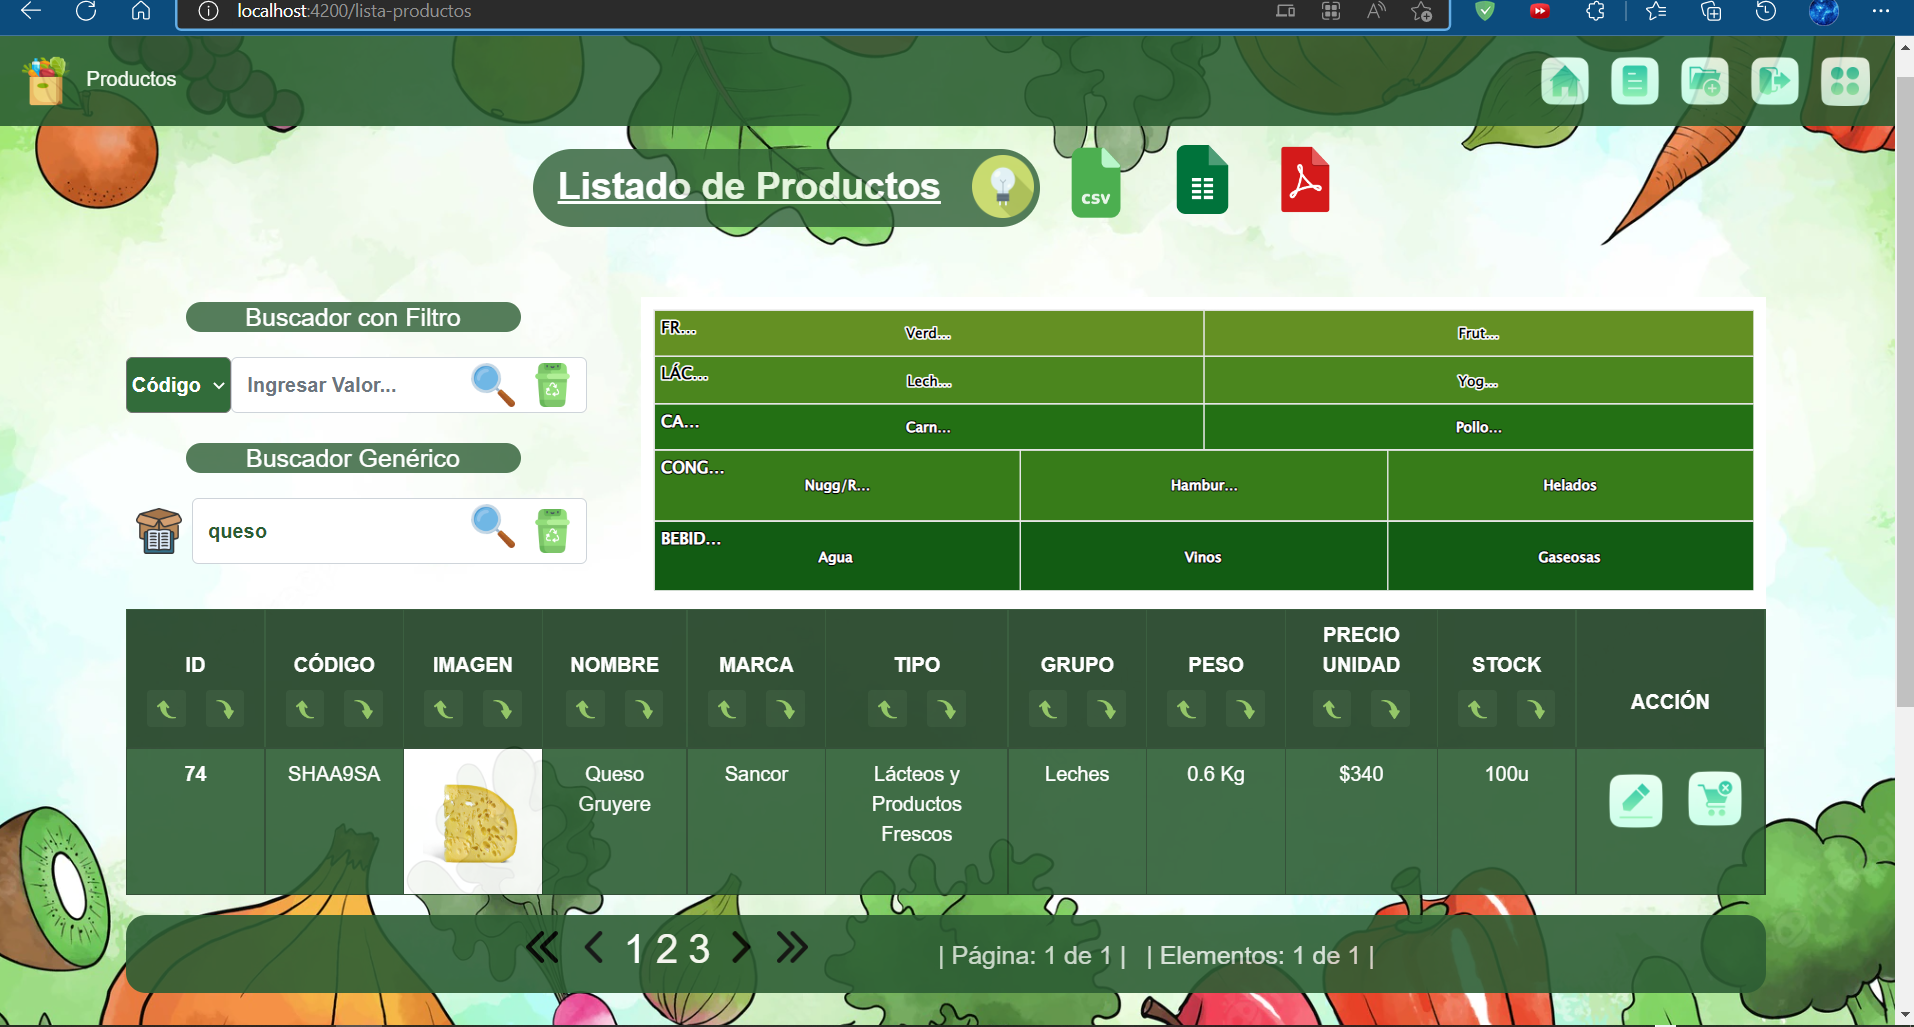 localhost:4200/lista-productos
Productos
Listado de Productos
CSV
Buscador con Filtro
Código
Ingresar Valor...
Buscador Genérico
queso
FR...
Verd...
Frut...
LÁC...
Lech...
Yog...
CA...
Carn...
Pollo...
CONG...
Nugg/R...
Hambur...
Helados
BEBID...
Agua
Vinos
Gaseosas
ID
CÓDIGO
IMAGEN
NOMBRE
MARCA
TIPO
GRUPO
PESO
PRECIO
UNIDAD
STOCK
ACCIÓN
74
SHAA9SA
Queso
Gruyere
Sancor
Lácteos y
Productos
Frescos
Leches
0.6 Kg
$340
100u
1 2 3
| Página: 1 de 1 | | Elementos: 1 de 1 |